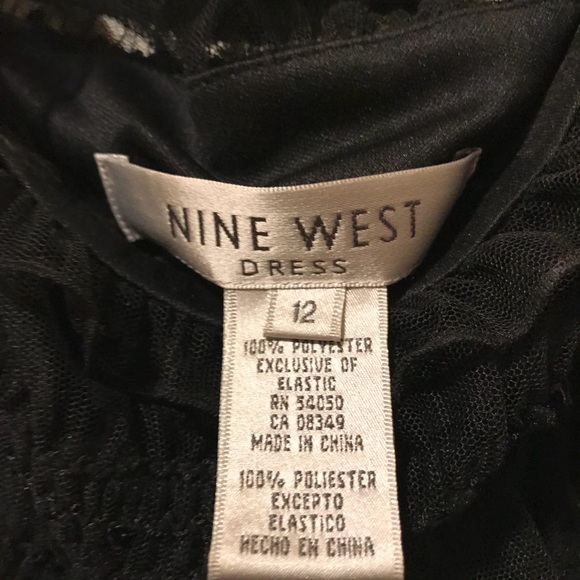 NINE WEST
DRESS
12
100% POLYESTER
EXCLUSIVE OF
ELASTIC
RN 54050
CA 08349
MADE IN CHINA
100% POLIESTER
EXCEPTO
ELASTICO
HECHO EN CHINA